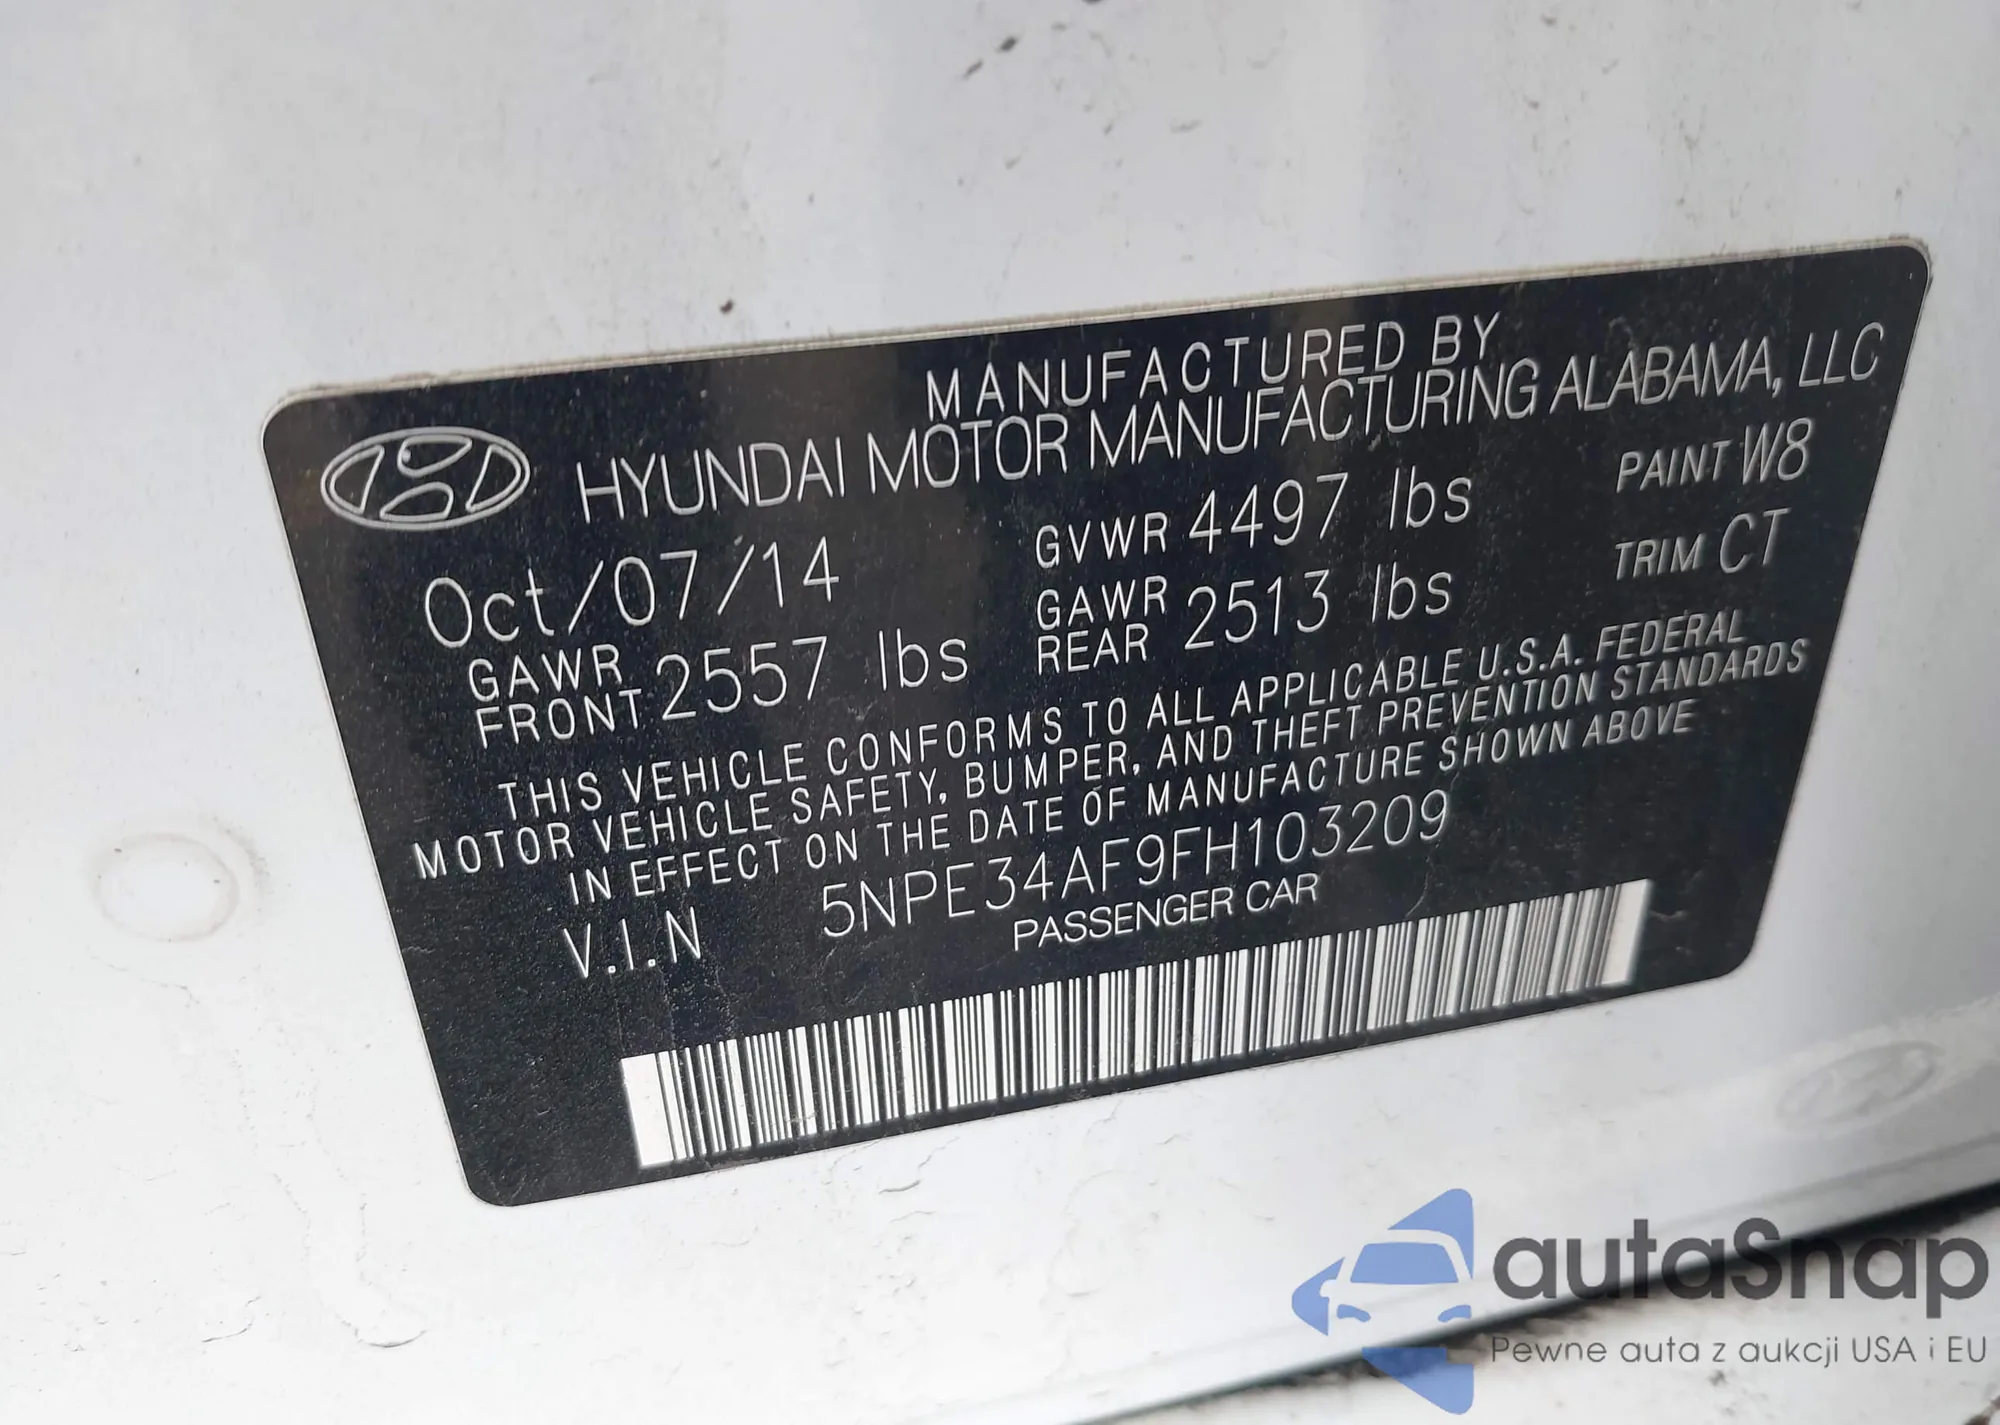 MANUFACTURED BY
HYUNDAI MOTOR MANUFACTURING ALABAMA, LLC
Oct/07/14 GVWR 4497 lbs PAINT W8
GAWR FRONT 2557 lbs GAWR REAR 2513 lbs TRIM CT
THIS VEHICLE CONFORMS TO ALL APPLICABLE U.S.A. FEDERAL
MOTOR VEHICLE SAFETY, BUMPER, AND THEFT PREVENTION STANDARDS
IN EFFECT ON THE DATE OF MANUFACTURE SHOWN ABOVE
V.I.N 5NPE34AF9FH103209
PASSENGER CAR
autaSnap
Pewne auta z aukcji USA i EU